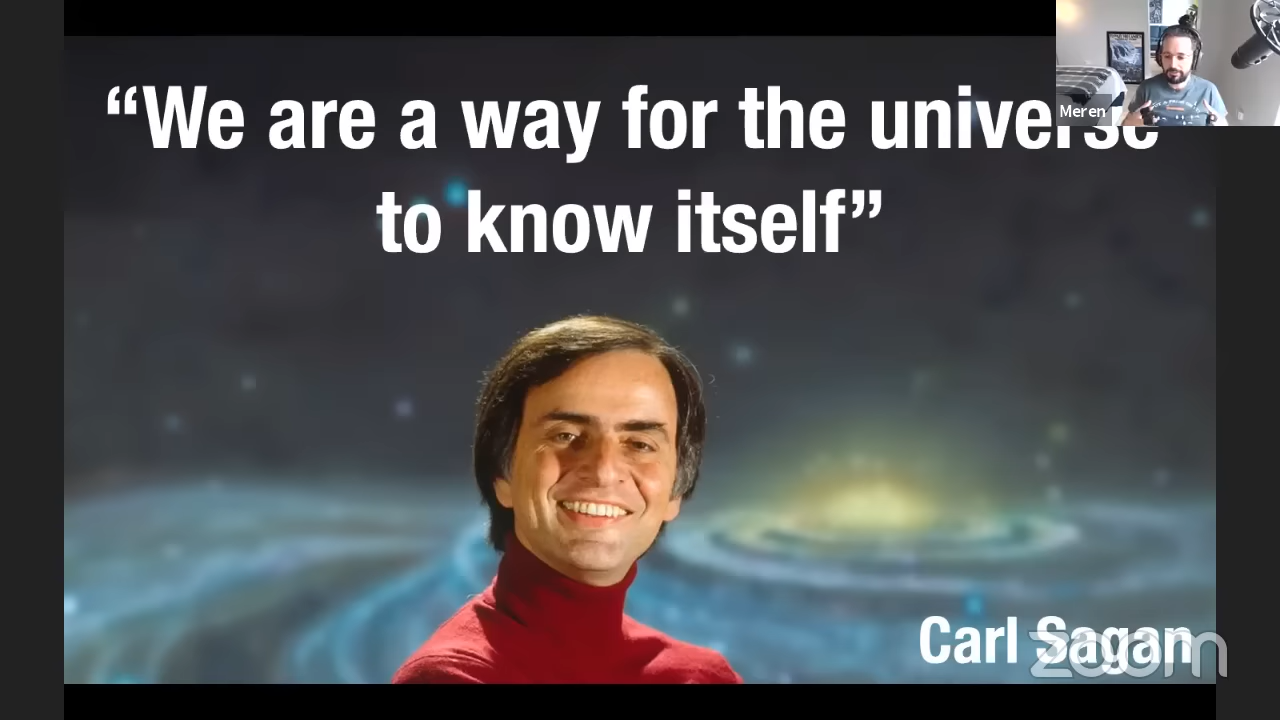 “We are a way for the universe
to know itself”
Meren
Carl Sagan
zoom